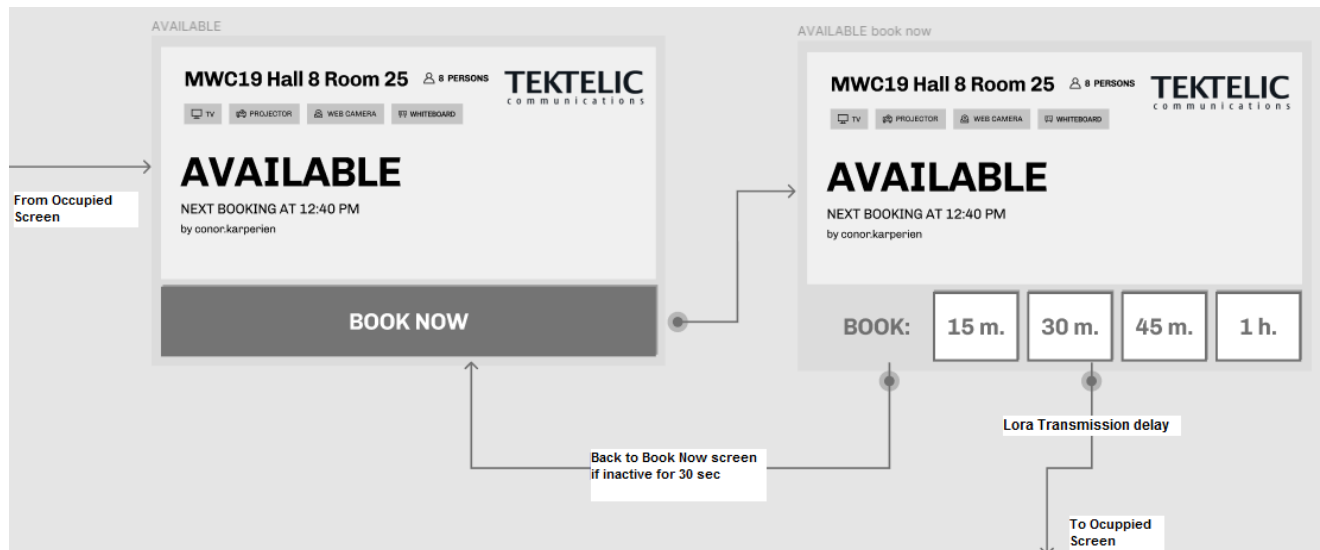 AVAILABLE
MWC19 Hall 8 Room 25 8 PERSONS
TEKTELIC
communications
TV PROJECTOR WEB CAMERA WHITEBOARD
AVAILABLE
NEXT BOOKING AT 12:40 PM
by conor.karperien
BOOK NOW
From Occupied
Screen
AVAILABLE book now
MWC19 Hall 8 Room 25 8 PERSONS
TEKTELIC
communications
TV PROJECTOR WEB CAMERA WHITEBOARD
AVAILABLE
NEXT BOOKING AT 12:40 PM
by conor.karperien
BOOK: 15 m. 30 m. 45 m. 1 h.
Lora Transmission delay
Back to Book Now screen
if inactive for 30 sec
To Ocuppied
Screen